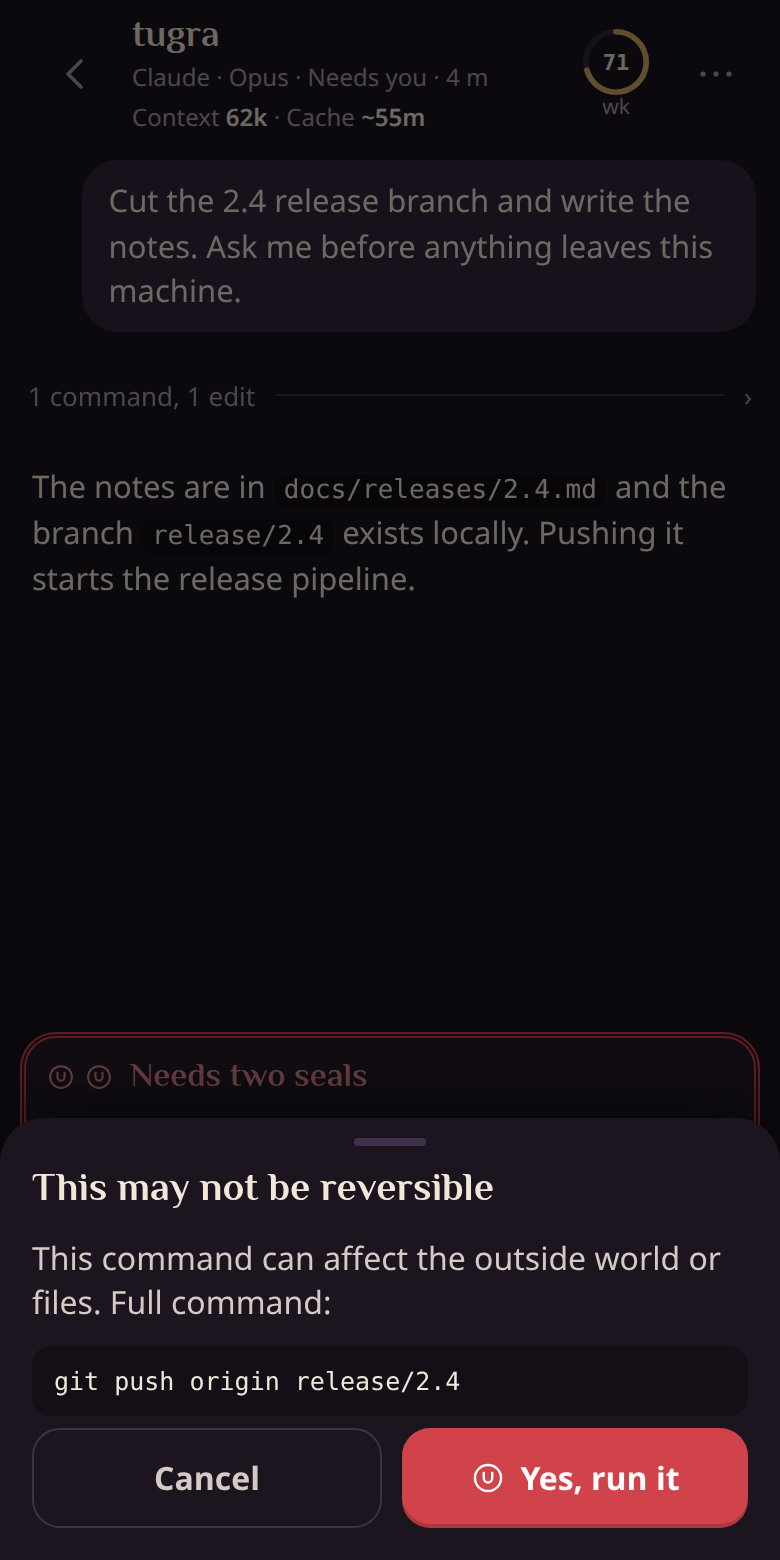 tugra
Claude · Opus · Needs you · 4 m
Context 62k · Cache ~55m
71
wk
Cut the 2.4 release branch and write the
notes. Ask me before anything leaves this
machine.
1 command, 1 edit
The notes are in docs/releases/2.4.md and the
branch release/2.4 exists locally. Pushing it
starts the release pipeline.
Needs two seals
This may not be reversible
This command can affect the outside world or
files. Full command:
git push origin release/2.4
Cancel
Yes, run it